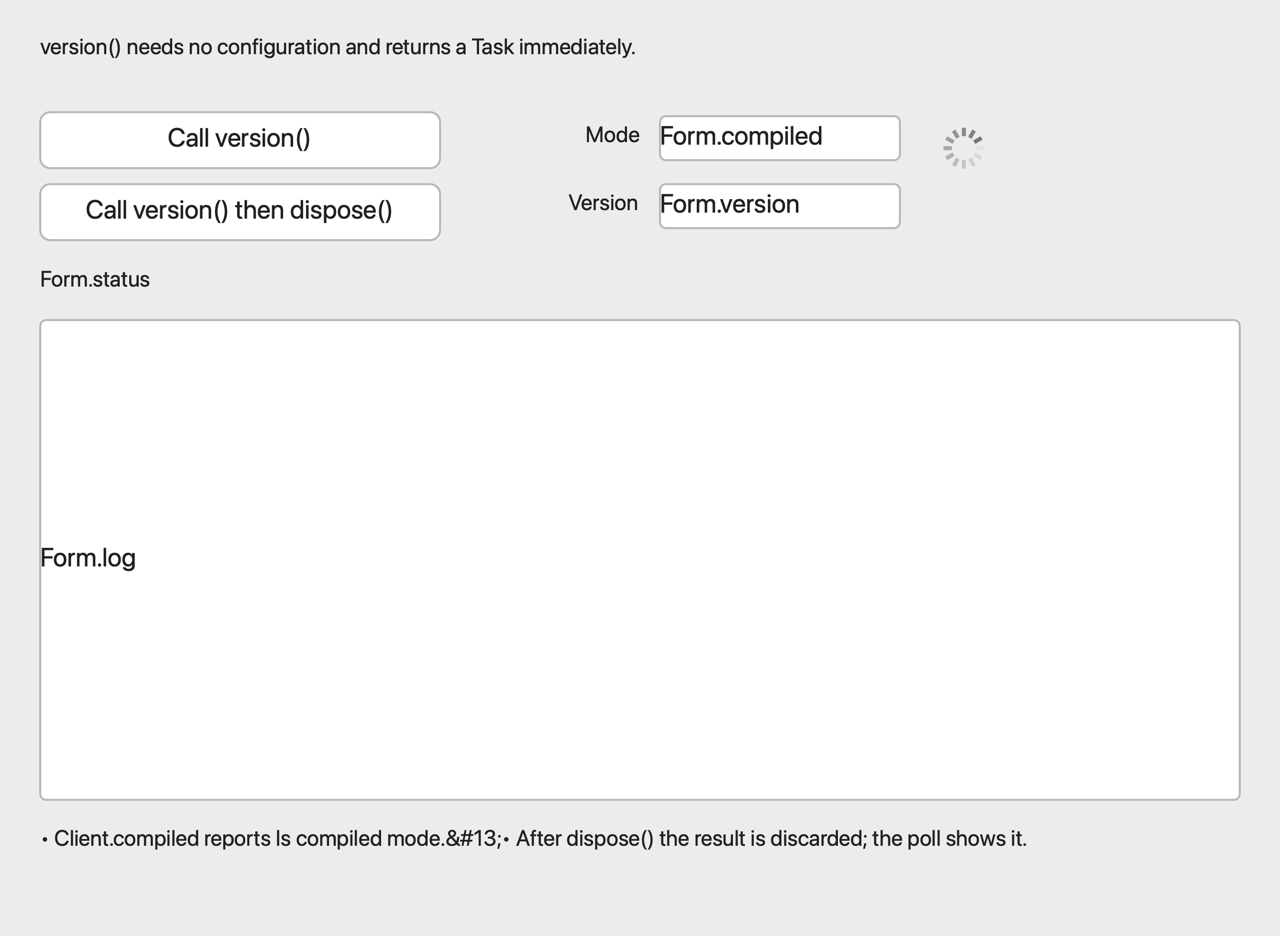 version() needs no configuration and returns a Task immediately.
Call version()
Mode
Form.compiled
Call version() then dispose()
Version
Form.version
Form.status
Form.log
• Client.compiled reports Is compiled mode.&#13;• After dispose() the result is discarded; the poll shows it.